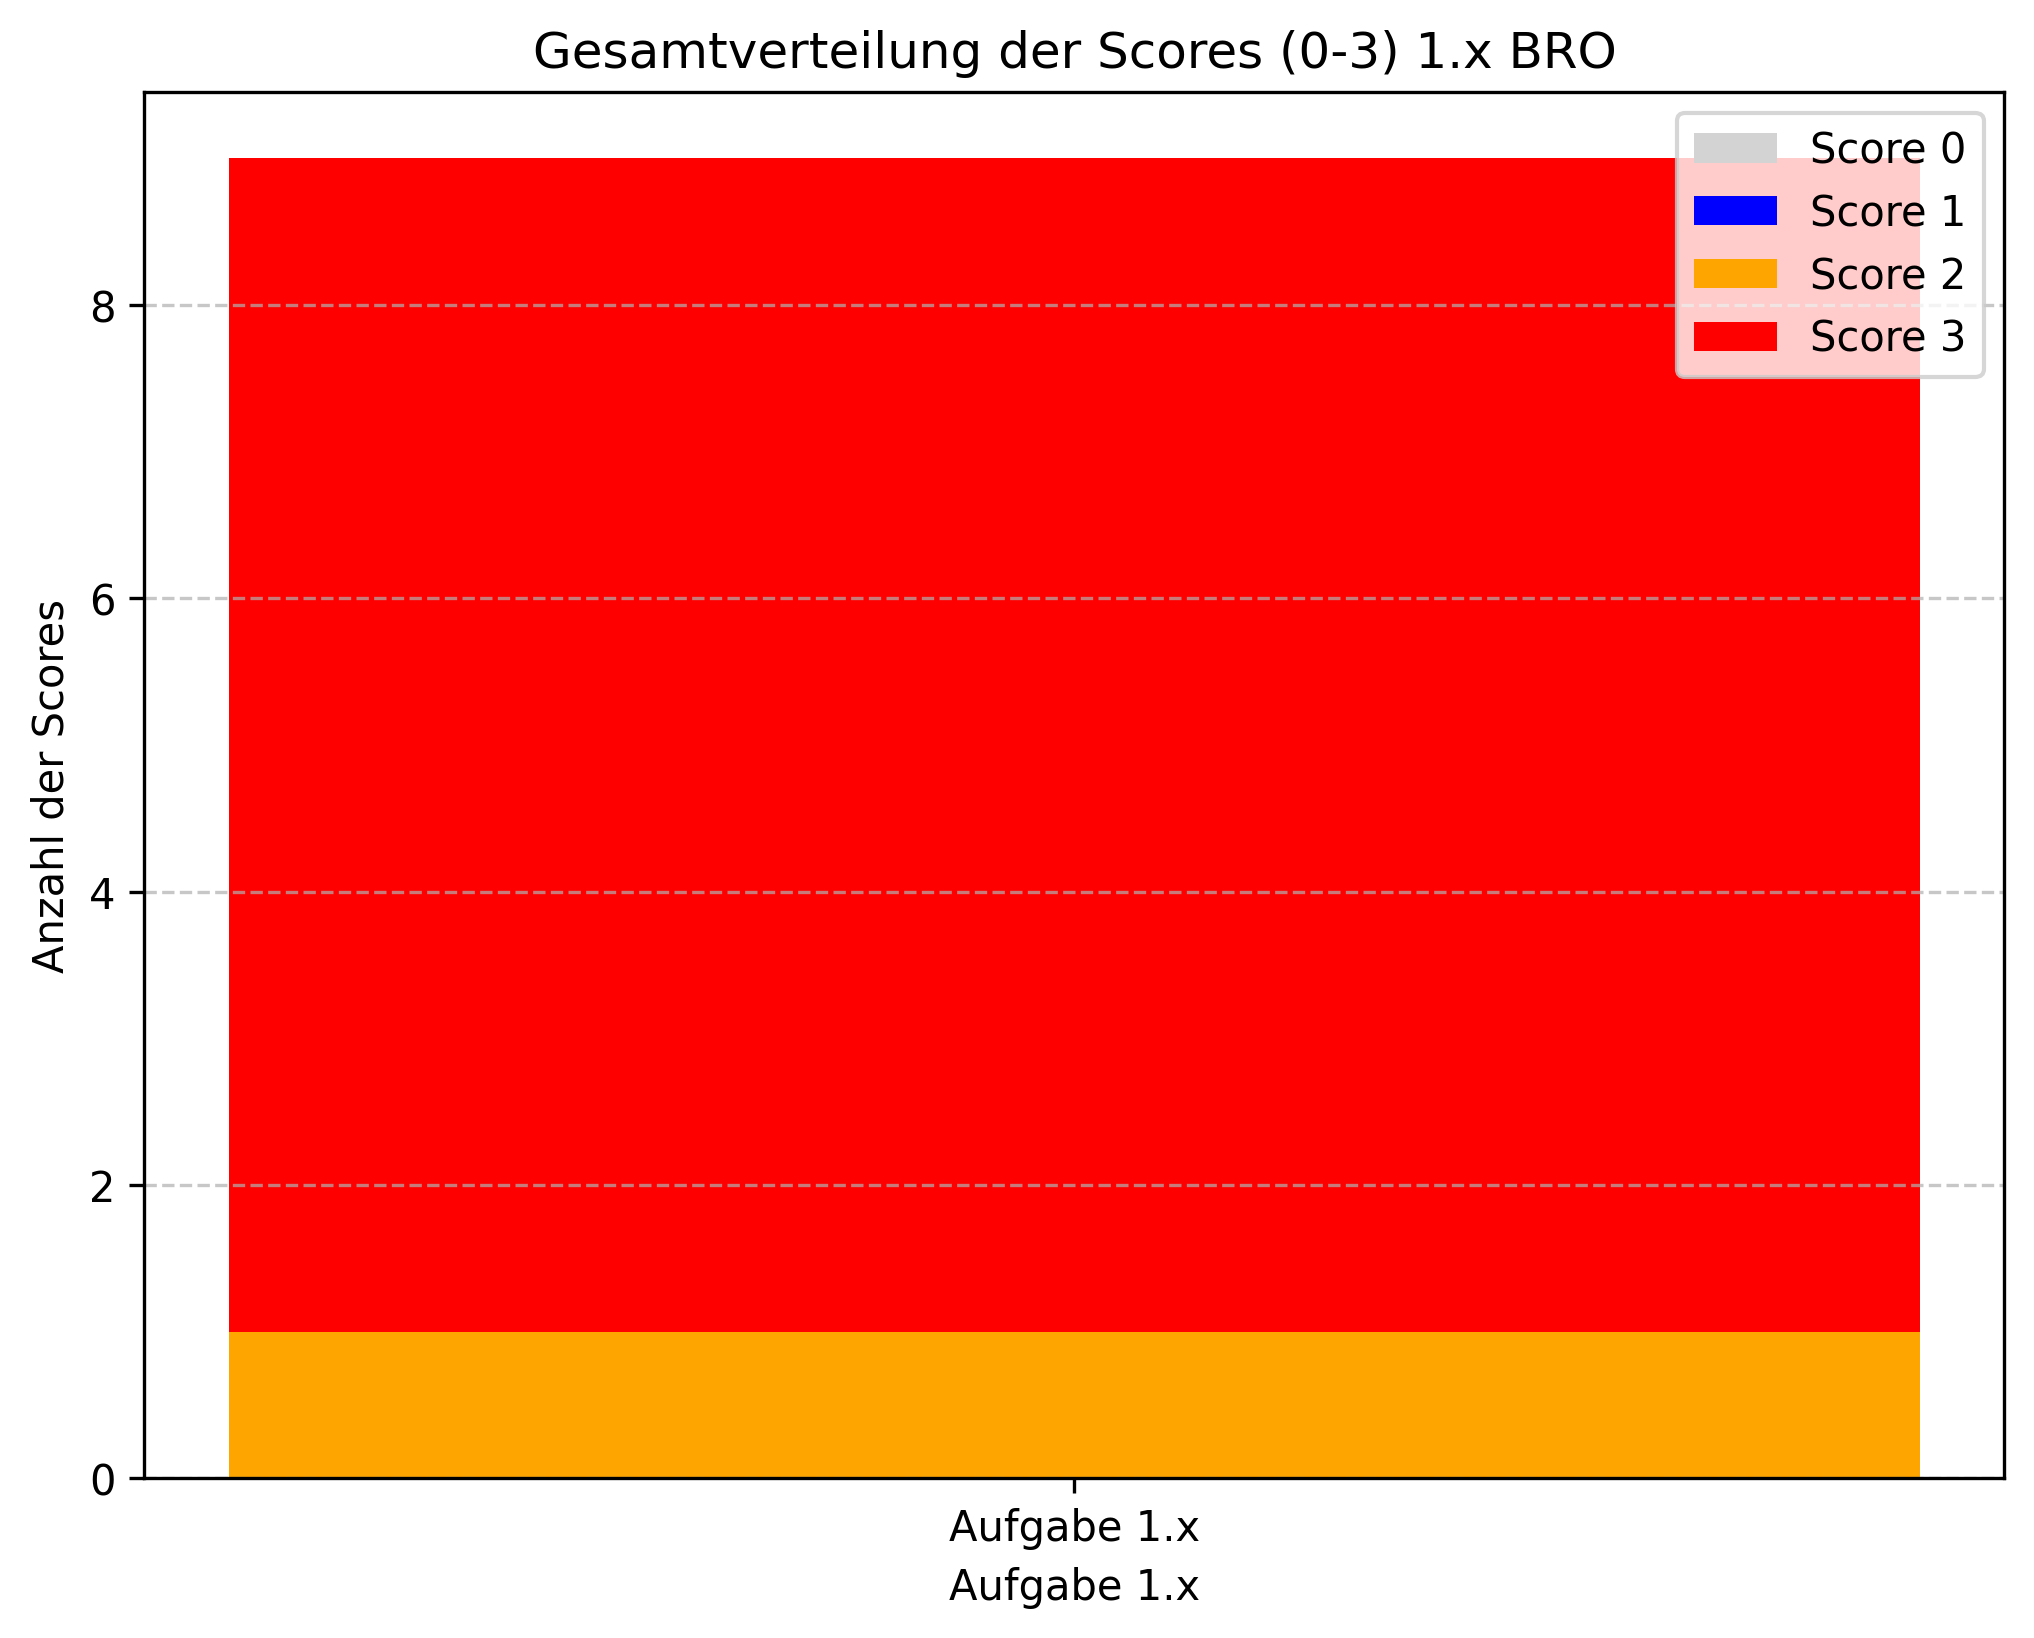 Gesamtverteilung der Scores (0-3) 1.x BRO
Score 0
Score 1
Score 2
Score 3
Anzahl der Scores
8
6
4
2
0
Aufgabe 1.x
Aufgabe 1.x